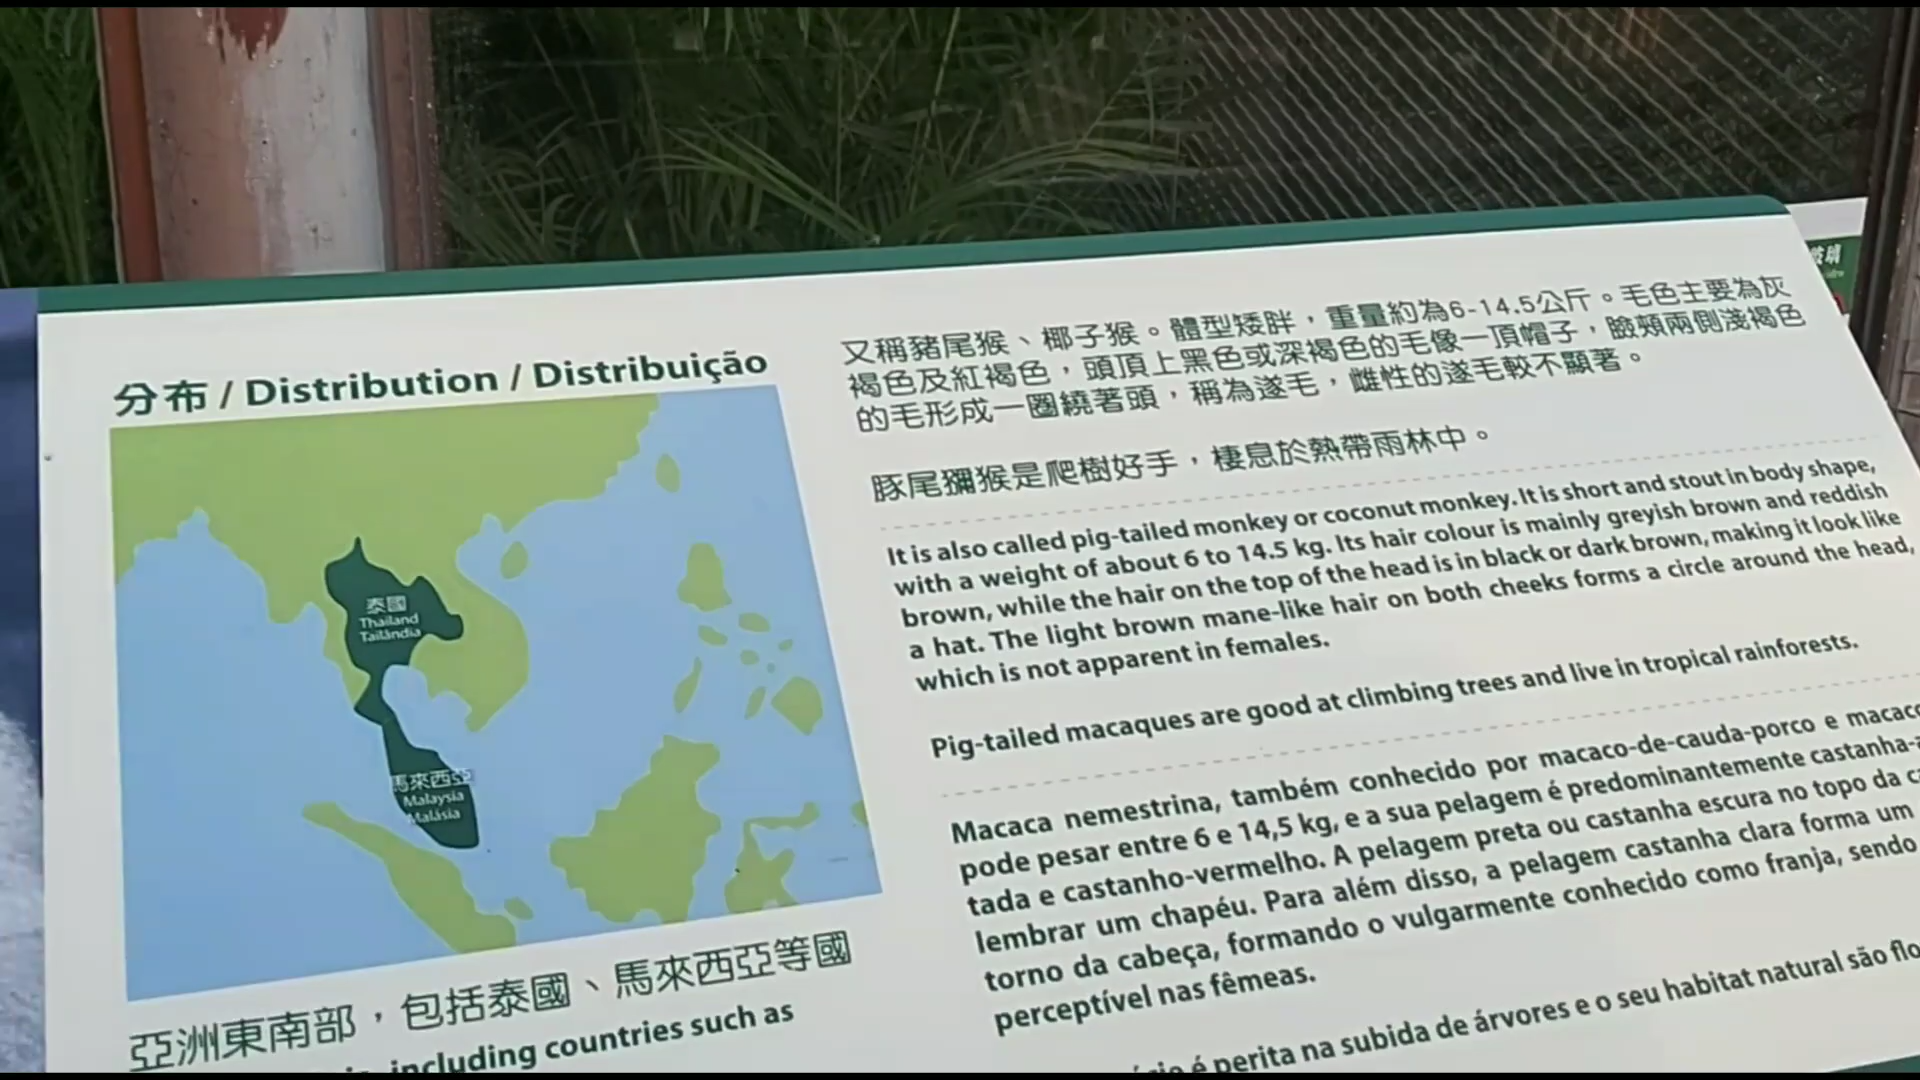 分布 / Distribution / Distribuição
泰國
Thailand
Tailândia
馬來西亞
Malaysia
Malásia
亞洲東南部，包括泰國、馬來西亞等國
including countries such as
又稱豬尾猴、椰子猴。體型矮胖，重量約為6-14.5公斤。毛色主要為灰
褐色及紅褐色，頭頂上黑色或深褐色的毛像一頂帽子，臉頰兩側淺褐色
的毛形成一圈繞著頭，稱為遂毛，雌性的遂毛較不顯著。
豚尾獼猴是爬樹好手，棲息於熱帶雨林中。
It is also called pig-tailed monkey or coconut monkey. It is short and stout in body shape,
with a weight of about 6 to 14.5 kg. Its hair colour is mainly greyish brown and reddish
brown, while the hair on the top of the head is in black or dark brown, making it look like
a hat. The light brown mane-like hair on both cheeks forms a circle around the head,
which is not apparent in females.
Pig-tailed macaques are good at climbing trees and live in tropical rainforests.
Macaca nemestrina, também conhecido por macaco-de-cauda-porco e macaco
pode pesar entre 6 e 14,5 kg, e a sua pelagem é predominantemente castanha-a
tada e castanho-vermelho. A pelagem preta ou castanha escura no topo da ca
lembrar um chapéu. Para além disso, a pelagem castanha clara forma um
torno da cabeça, formando o vulgarmente conhecido como franja, sendo
perceptível nas fêmeas.
é perita na subida de árvores e o seu habitat natural são flo